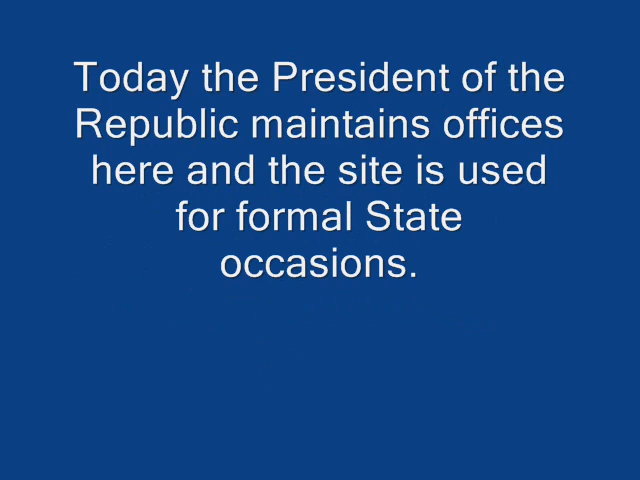 Today the President of the
Republic maintains offices
here and the site is used
for formal State
occasions.